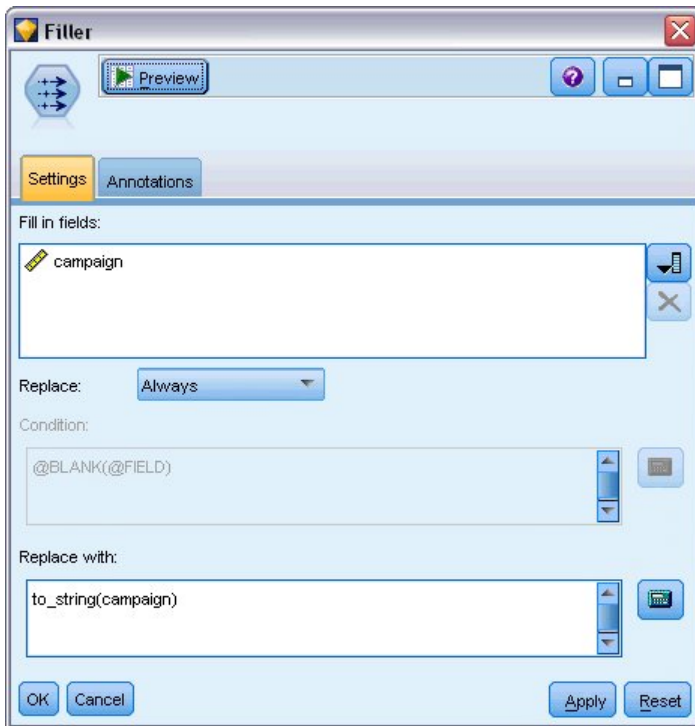 Filler
Preview
Settings Annotations
Fill in fields:
campaign
Replace: Always
Condition:
@BLANK(@FIELD)
Replace with:
to_string(campaign)
OK Cancel Apply Reset